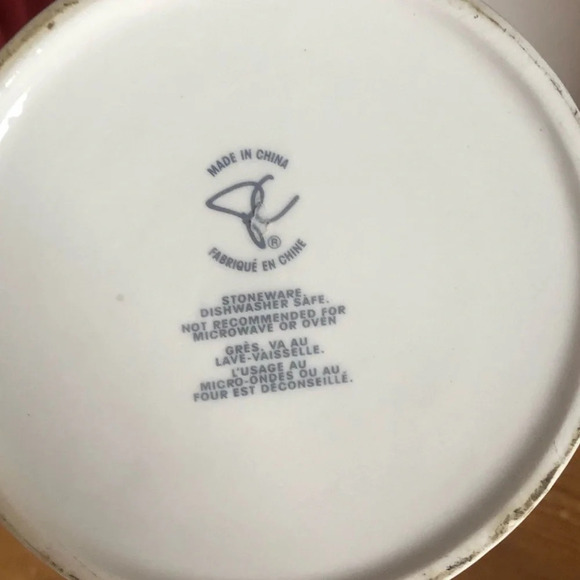 MADE IN CHINA
®
FABRIQUÉ EN CHINE
STONEWARE.
DISHWASHER SAFE.
NOT RECOMMENDED FOR
MICROWAVE OR OVEN
GRÈS. VA AU
LAVE-VAISSELLE.
L'USAGE AU
MICRO-ONDES OU AU
FOUR EST DÉCONSEILLÉ.